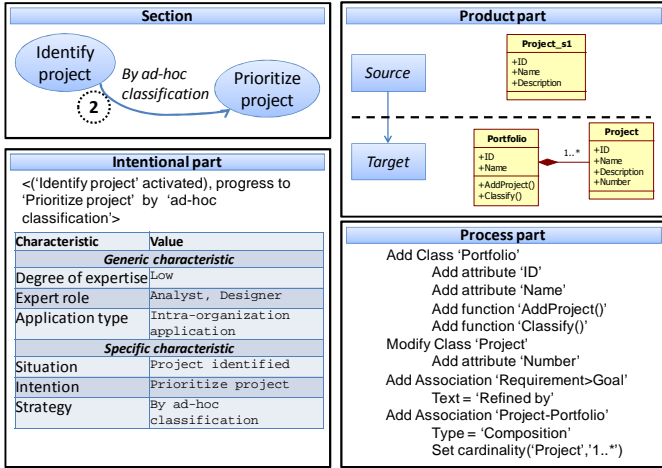 Section
Identify
project
By ad-hoc
classification
Prioritize
project
2
Intentional part
<('Identify project' activated), progress to
'Prioritize project' by 'ad-hoc
classification'>
Characteristic Value
Generic characteristic
Degree of expertise Low
Expert role Analyst, Designer
Application type Intra-organization
application
Specific characteristic
Situation Project identified
Intention Prioritize project
Strategy By ad-hoc
classification
Product part
Source
Project_s1
+ID
+Name
+Description
Target
Portfolio
+ID
+Name
+AddProject()
+Classify()
1..*
Project
+ID
+Name
+Description
+Number
Process part
Add Class 'Portfolio'
Add attribute 'ID'
Add attribute 'Name'
Add function 'AddProject()'
Add function 'Classify()'
Modify Class 'Project'
Add attribute 'Number'
Add Association 'Requirement>Goal'
Text = 'Refined by'
Add Association 'Project-Portfolio'
Type = 'Composition'
Set cardinality('Project','1..*')